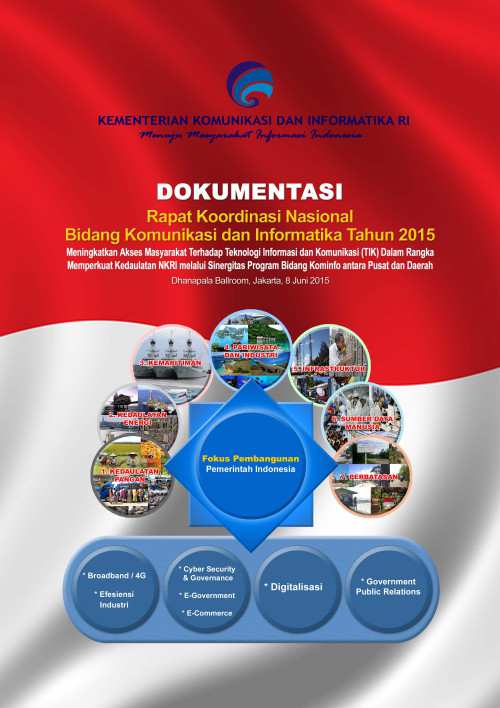 KEMENTERIAN KOMUNIKASI DAN INFORMATIKA RI
Menuju Masyarakat Informasi Indonesia
DOKUMENTASI
Rapat Koordinasi Nasional
Bidang Komunikasi dan Informatika Tahun 2015
Meningkatkan Akses Masyarakat Terhadap Teknologi Informasi dan Komunikasi (TIK) Dalam Rangka
Memperkuat Kedaulatan NKRI melalui Sinergitas Program Bidang Kominfo antara Pusat dan Daerah
Dhanapala Ballroom, Jakarta, 8 Juni 2015
1. KEDAULATAN
PANGAN
2. KEDAULATAN
ENERGI
3. KEMARITIMAN
4. PARIWISATA
DAN INDUSTRI
5. INFRASTRUKTUR
6. SUMBER DAYA
MANUSIA
7. PERBATASAN
Fokus Pembangunan
Pemerintah Indonesia
* Broadband / 4G
* Efesiensi
Industri
* Cyber Security
& Governance
* E-Government
* E-Commerce
* Digitalisasi
* Government
Public Relations